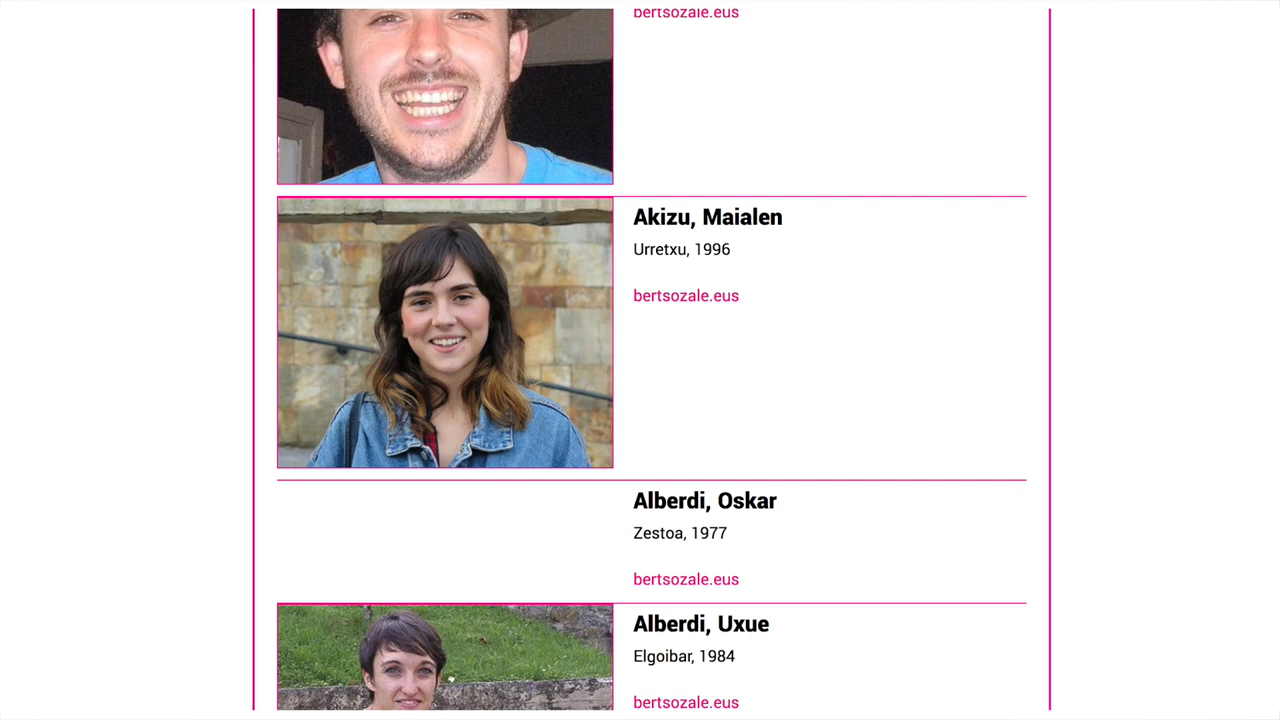 bertsozale.eus
Akizu, Maialen
Urretxu, 1996
bertsozale.eus
Alberdi, Oskar
Zestoa, 1977
bertsozale.eus
Alberdi, Uxue
Elgoibar, 1984
bertsozale.eus